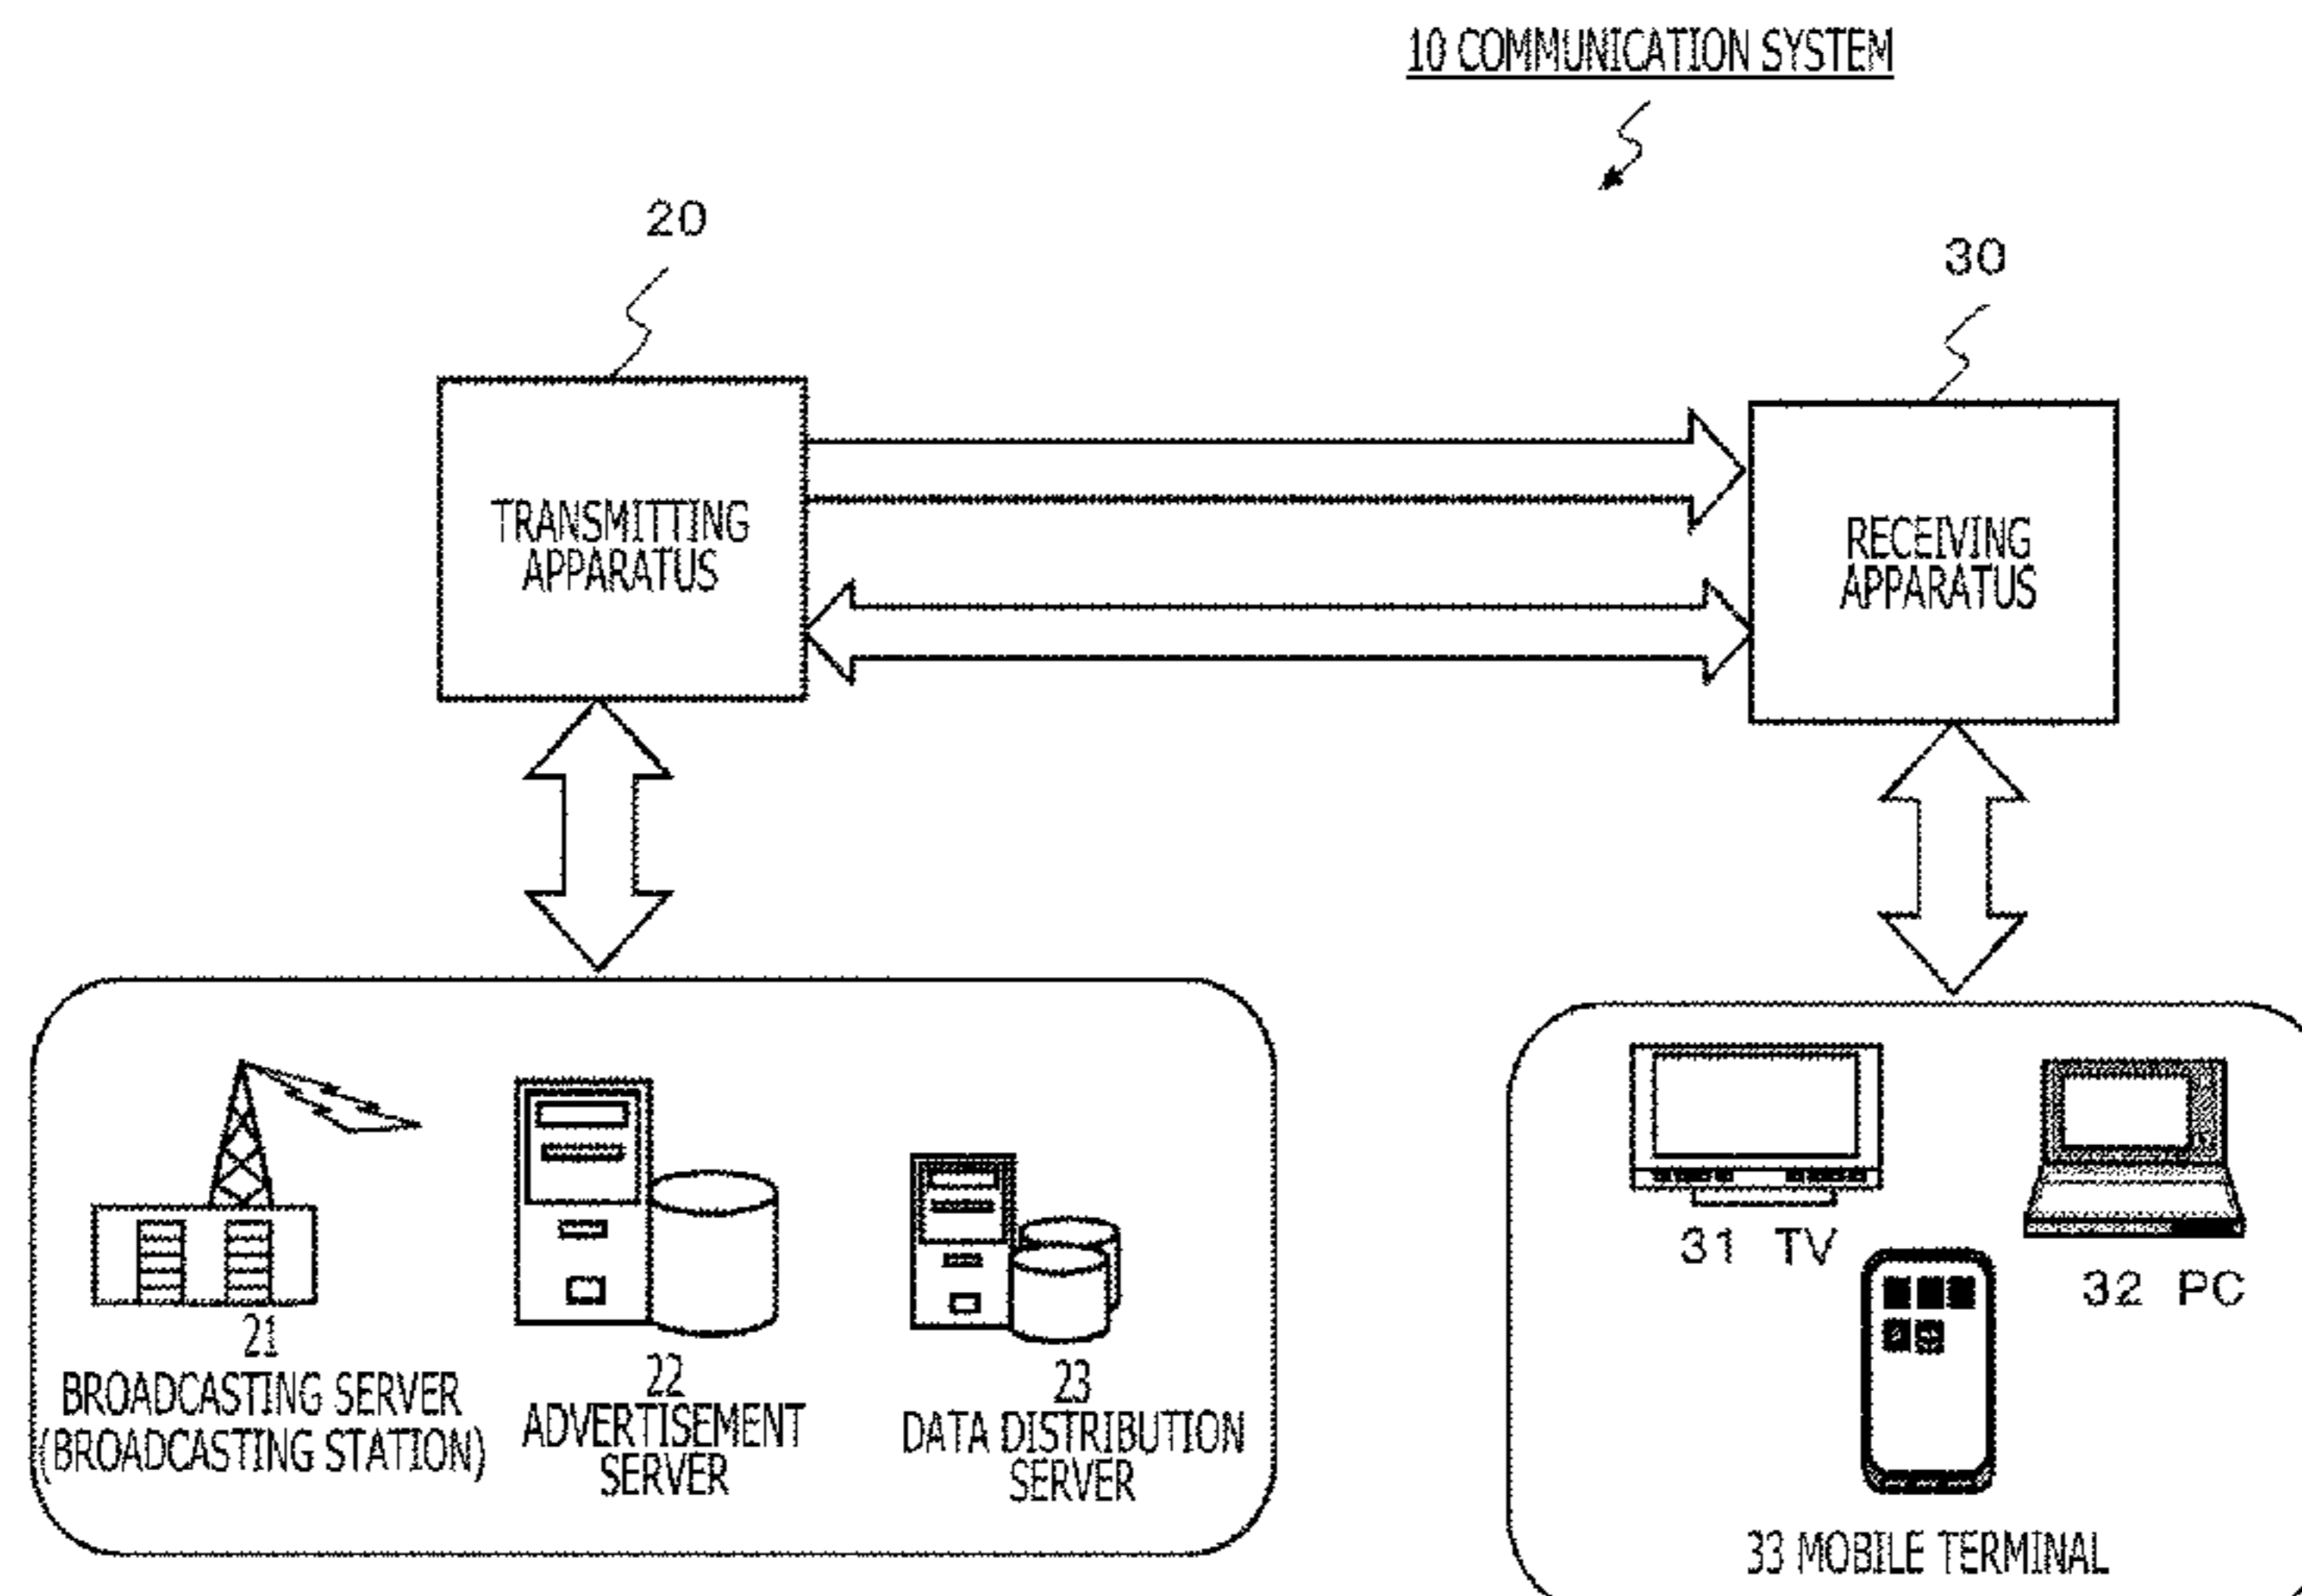 10 COMMUNICATION SYSTEM
20
30
TRANSMITTING
APPARATUS
RECEIVING
APPARATUS
21
BROADCASTING SERVER
(BROADCASTING STATION)
22
ADVERTISEMENT
SERVER
23
DATA DISTRIBUTION
SERVER
31 TV
32 PC
33 MOBILE TERMINAL